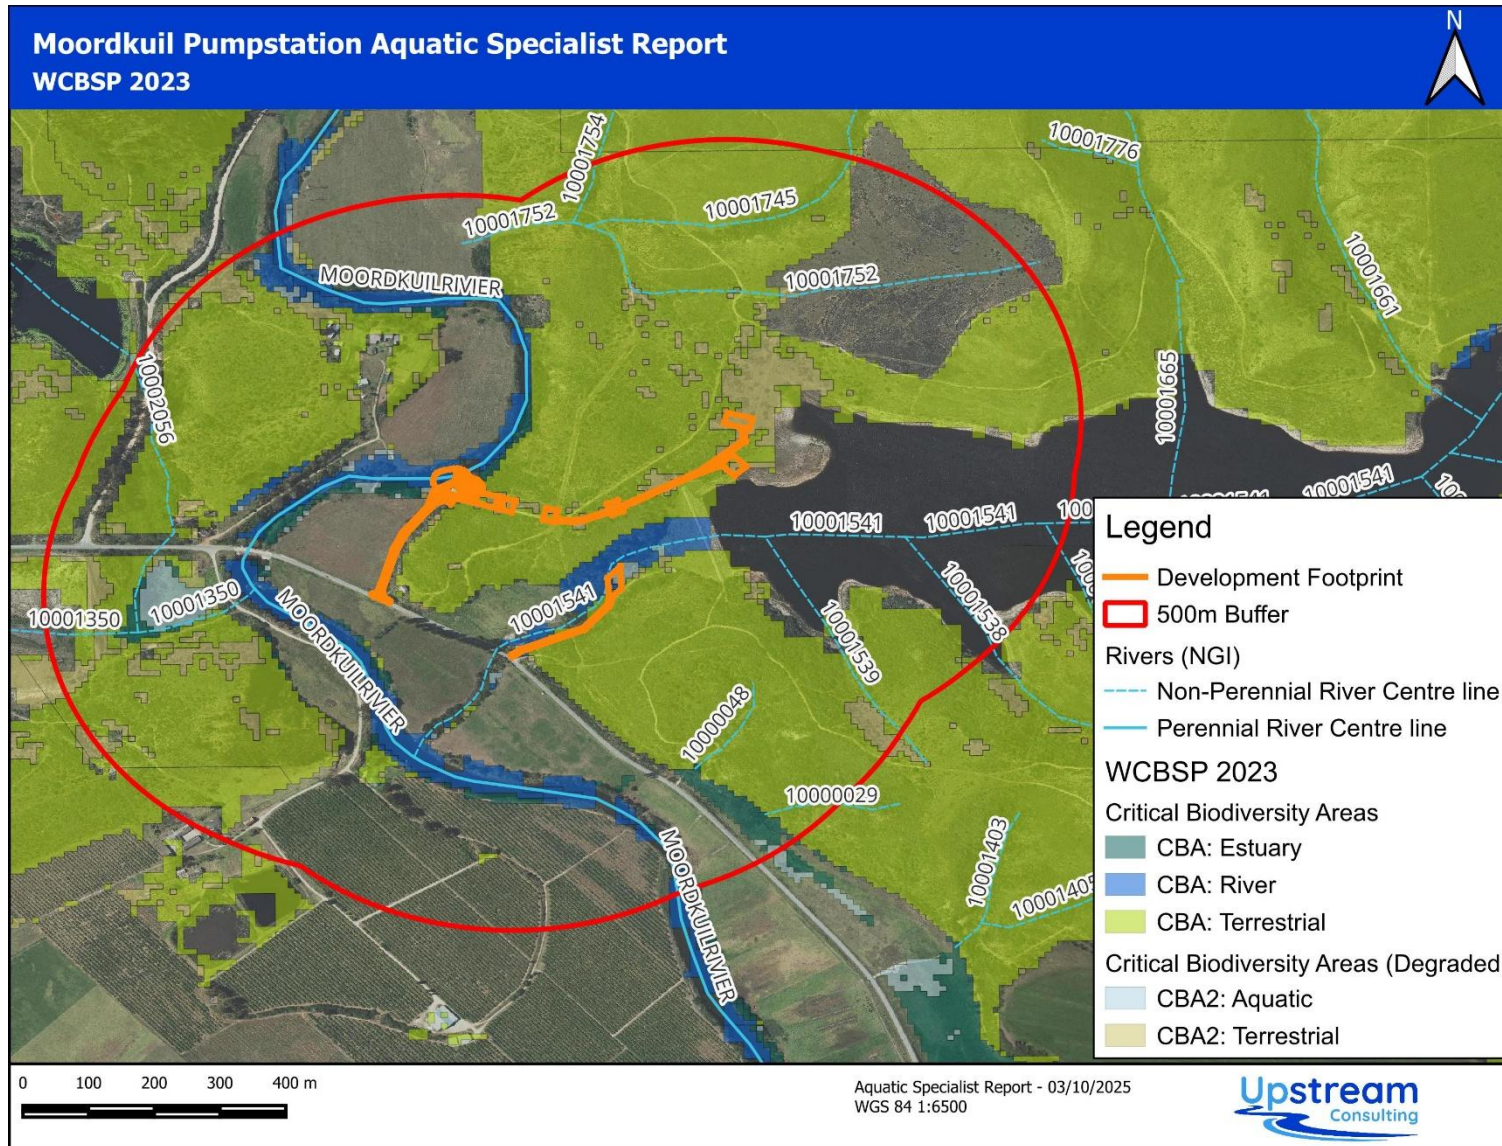 Moordkuil Pumpstation Aquatic Specialist Report
WCBSP 2023
N
10001754
10001776
10001752
10001745
MOORDKUILRIVIER
10001752
10001661
10002056
10001665
10001541
10001541
10001541
10001541
10001350
10001350
10001541
10001538
MOORDKUILRIVIER
10001539
10000048
10000029
10001403
10001405
MOORDKUILRIVIER
Legend
Development Footprint
500m Buffer
Rivers (NGI)
Non-Perennial River Centre line
Perennial River Centre line
WCBSP 2023
Critical Biodiversity Areas
CBA: Estuary
CBA: River
CBA: Terrestrial
Critical Biodiversity Areas (Degraded
CBA2: Aquatic
CBA2: Terrestrial
0 100 200 300 400 m
Aquatic Specialist Report - 03/10/2025
WGS 84 1:6500
Upstream
Consulting